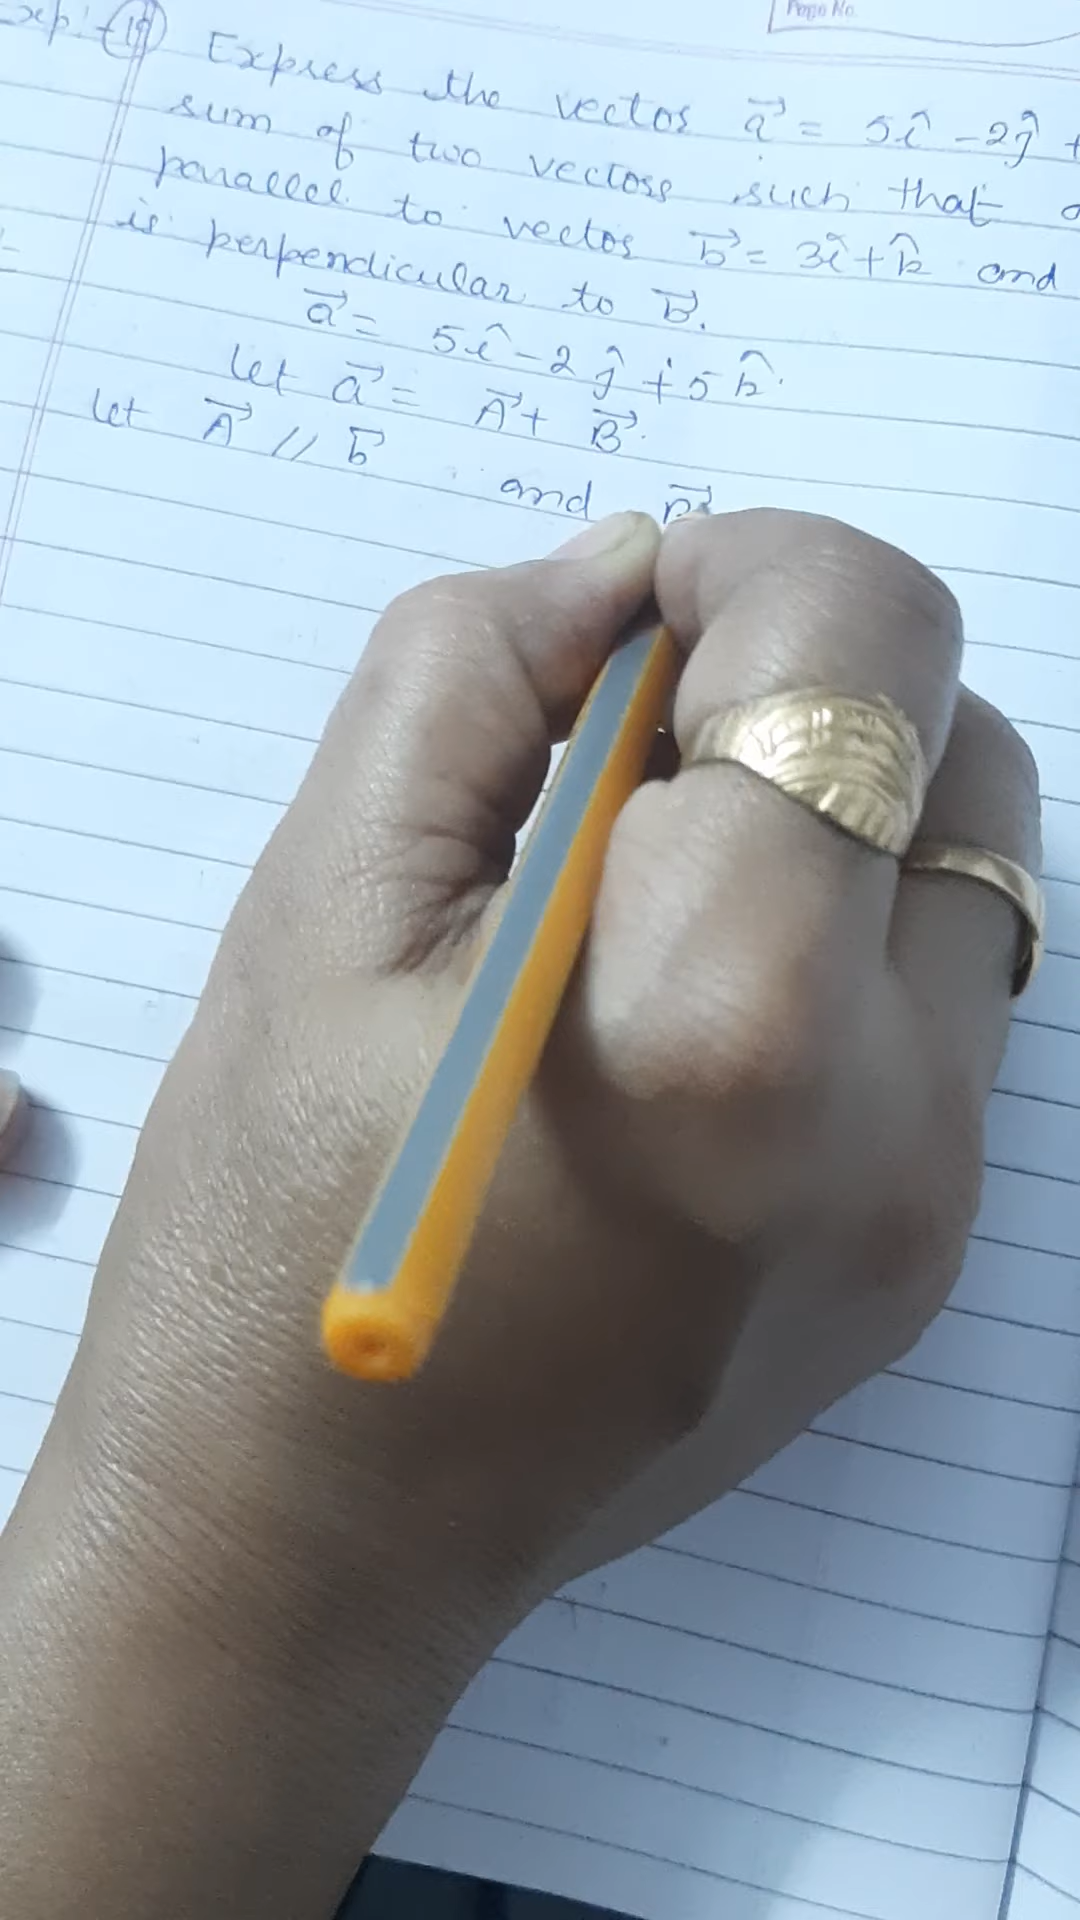 Page No.
Exp:- (19) Express the vector a⃗ = 5î - 2ĵ +
sum of two vectors such that
parallel to vector b⃗ = 3î + k̂ and
is perpendicular to b⃗.
a⃗ = 5î - 2ĵ + 5k̂.
let a⃗ = A⃗ + B⃗.
let A⃗ // b⃗ and B⃗